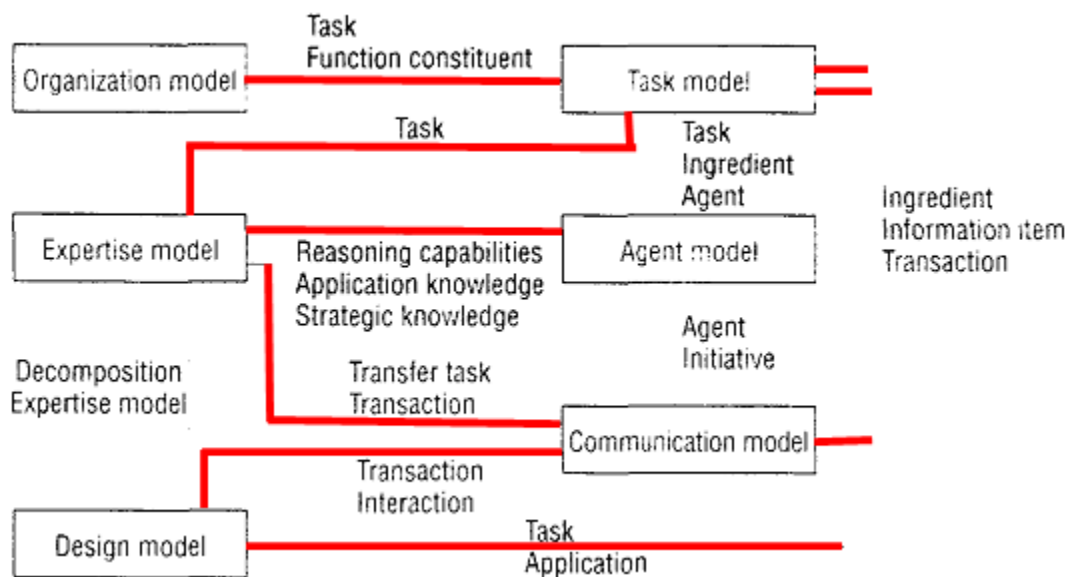 Task
Function constituent
Organization model
Task model
Task
Task
Ingredient
Agent
Ingredient
Information item
Transaction
Expertise model
Reasoning capabilities
Application knowledge
Strategic knowledge
Agent model
Agent
Initiative
Decomposition
Expertise model
Transfer task
Transaction
Communication model
Transaction
Interaction
Design model
Task
Application